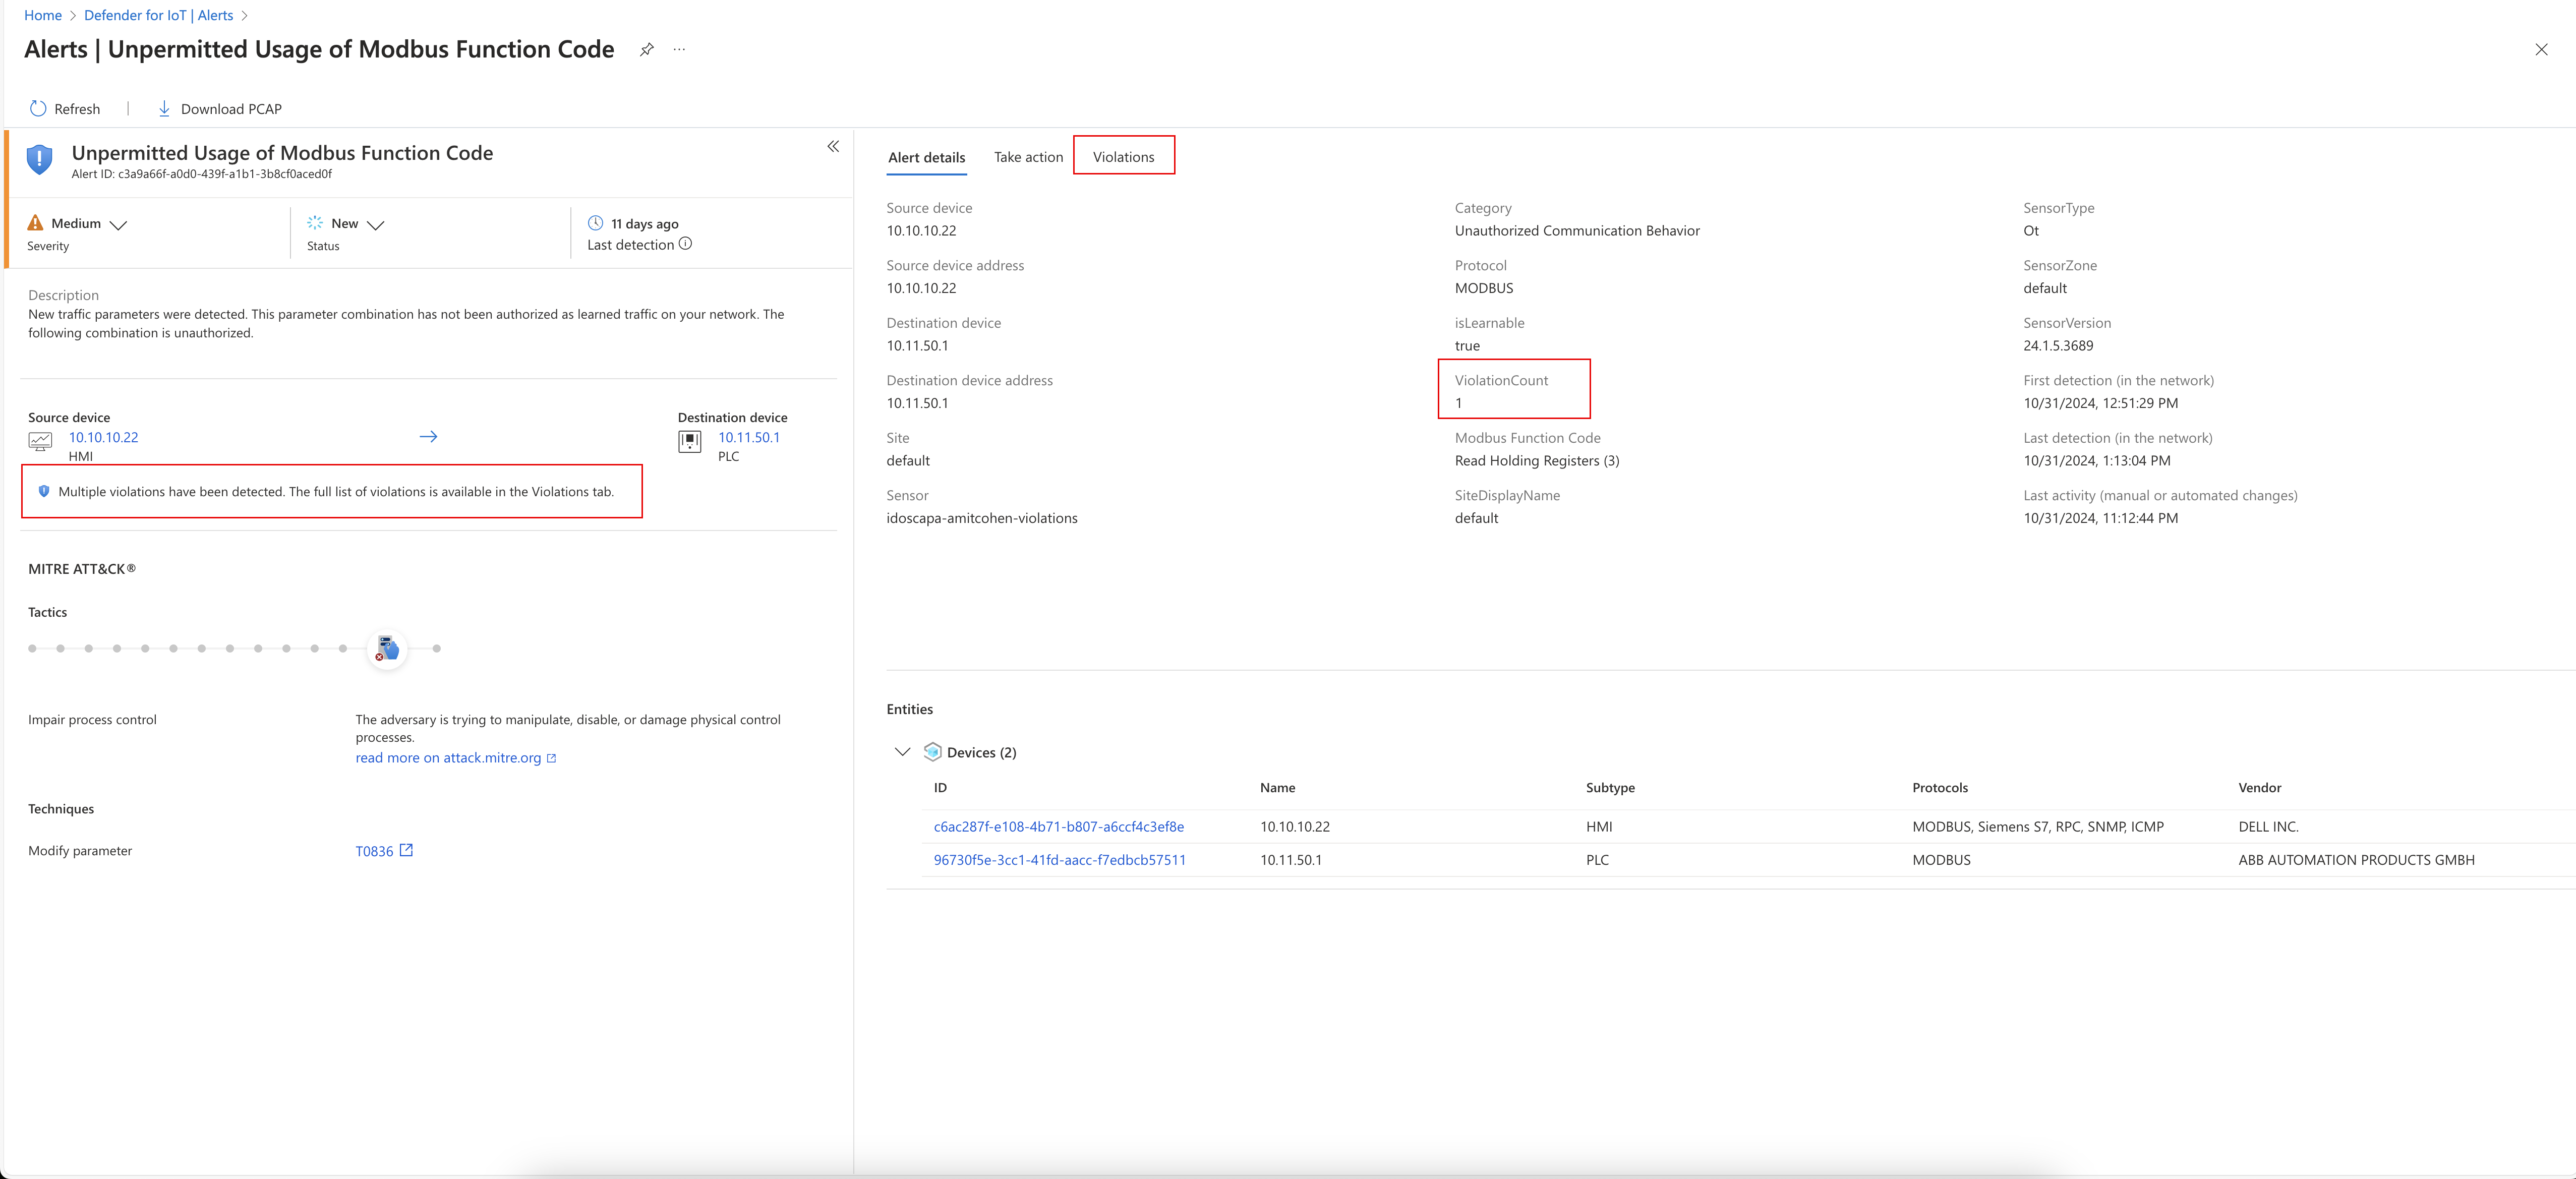 Home > Defender for IoT | Alerts >
Alerts | Unpermitted Usage of Modbus Function Code
Refresh | Download PCAP
Unpermitted Usage of Modbus Function Code
Alert ID: c3a9a66f-a0d0-439f-a1b1-3b8cf0aced0f
Medium
Severity
New
Status
11 days ago
Last detection
Description
New traffic parameters were detected. This parameter combination has not been authorized as learned traffic on your network. The
following combination is unauthorized.
Source device
10.10.10.22
HMI
Destination device
10.11.50.1
PLC
Multiple violations have been detected. The full list of violations is available in the Violations tab.
MITRE ATT&CK®
Tactics
Impair process control
The adversary is trying to manipulate, disable, or damage physical control
processes.
read more on attack.mitre.org
Techniques
Modify parameter T0836
Alert details Take action Violations
Source device
10.10.10.22
Source device address
10.10.10.22
Destination device
10.11.50.1
Destination device address
10.11.50.1
Site
default
Sensor
idoscapa-amitcohen-violations
Category
Unauthorized Communication Behavior
Protocol
MODBUS
isLearnable
true
ViolationCount
1
Modbus Function Code
Read Holding Registers (3)
SiteDisplayName
default
SensorType
Ot
SensorZone
default
SensorVersion
24.1.5.3689
First detection (in the network)
10/31/2024, 12:51:29 PM
Last detection (in the network)
10/31/2024, 1:13:04 PM
Last activity (manual or automated changes)
10/31/2024, 11:12:44 PM
Entities
Devices (2)
ID Name Subtype Protocols Vendor
c6ac287f-e108-4b71-b807-a6ccf4c3ef8e 10.10.10.22 HMI MODBUS, Siemens S7, RPC, SNMP, ICMP DELL INC.
96730f5e-3cc1-41fd-aacc-f7edbcb57511 10.11.50.1 PLC MODBUS ABB AUTOMATION PRODUCTS GMBH